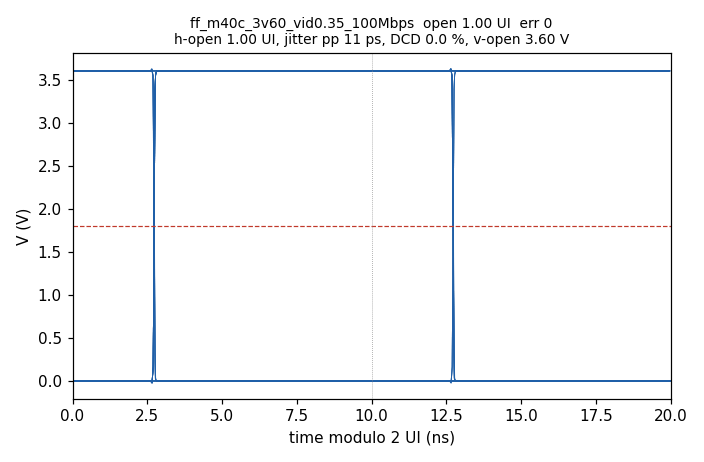 ff_m40c_3v60_vid0.35_100Mbps  open 1.00 UI  err 0
h-open 1.00 UI, jitter pp 11 ps, DCD 0.0 %, v-open 3.60 V
3.5
3.0
2.5
2.0
1.5
1.0
0.5
0.0
V (V)
0.0 2.5 5.0 7.5 10.0 12.5 15.0 17.5 20.0
time modulo 2 UI (ns)